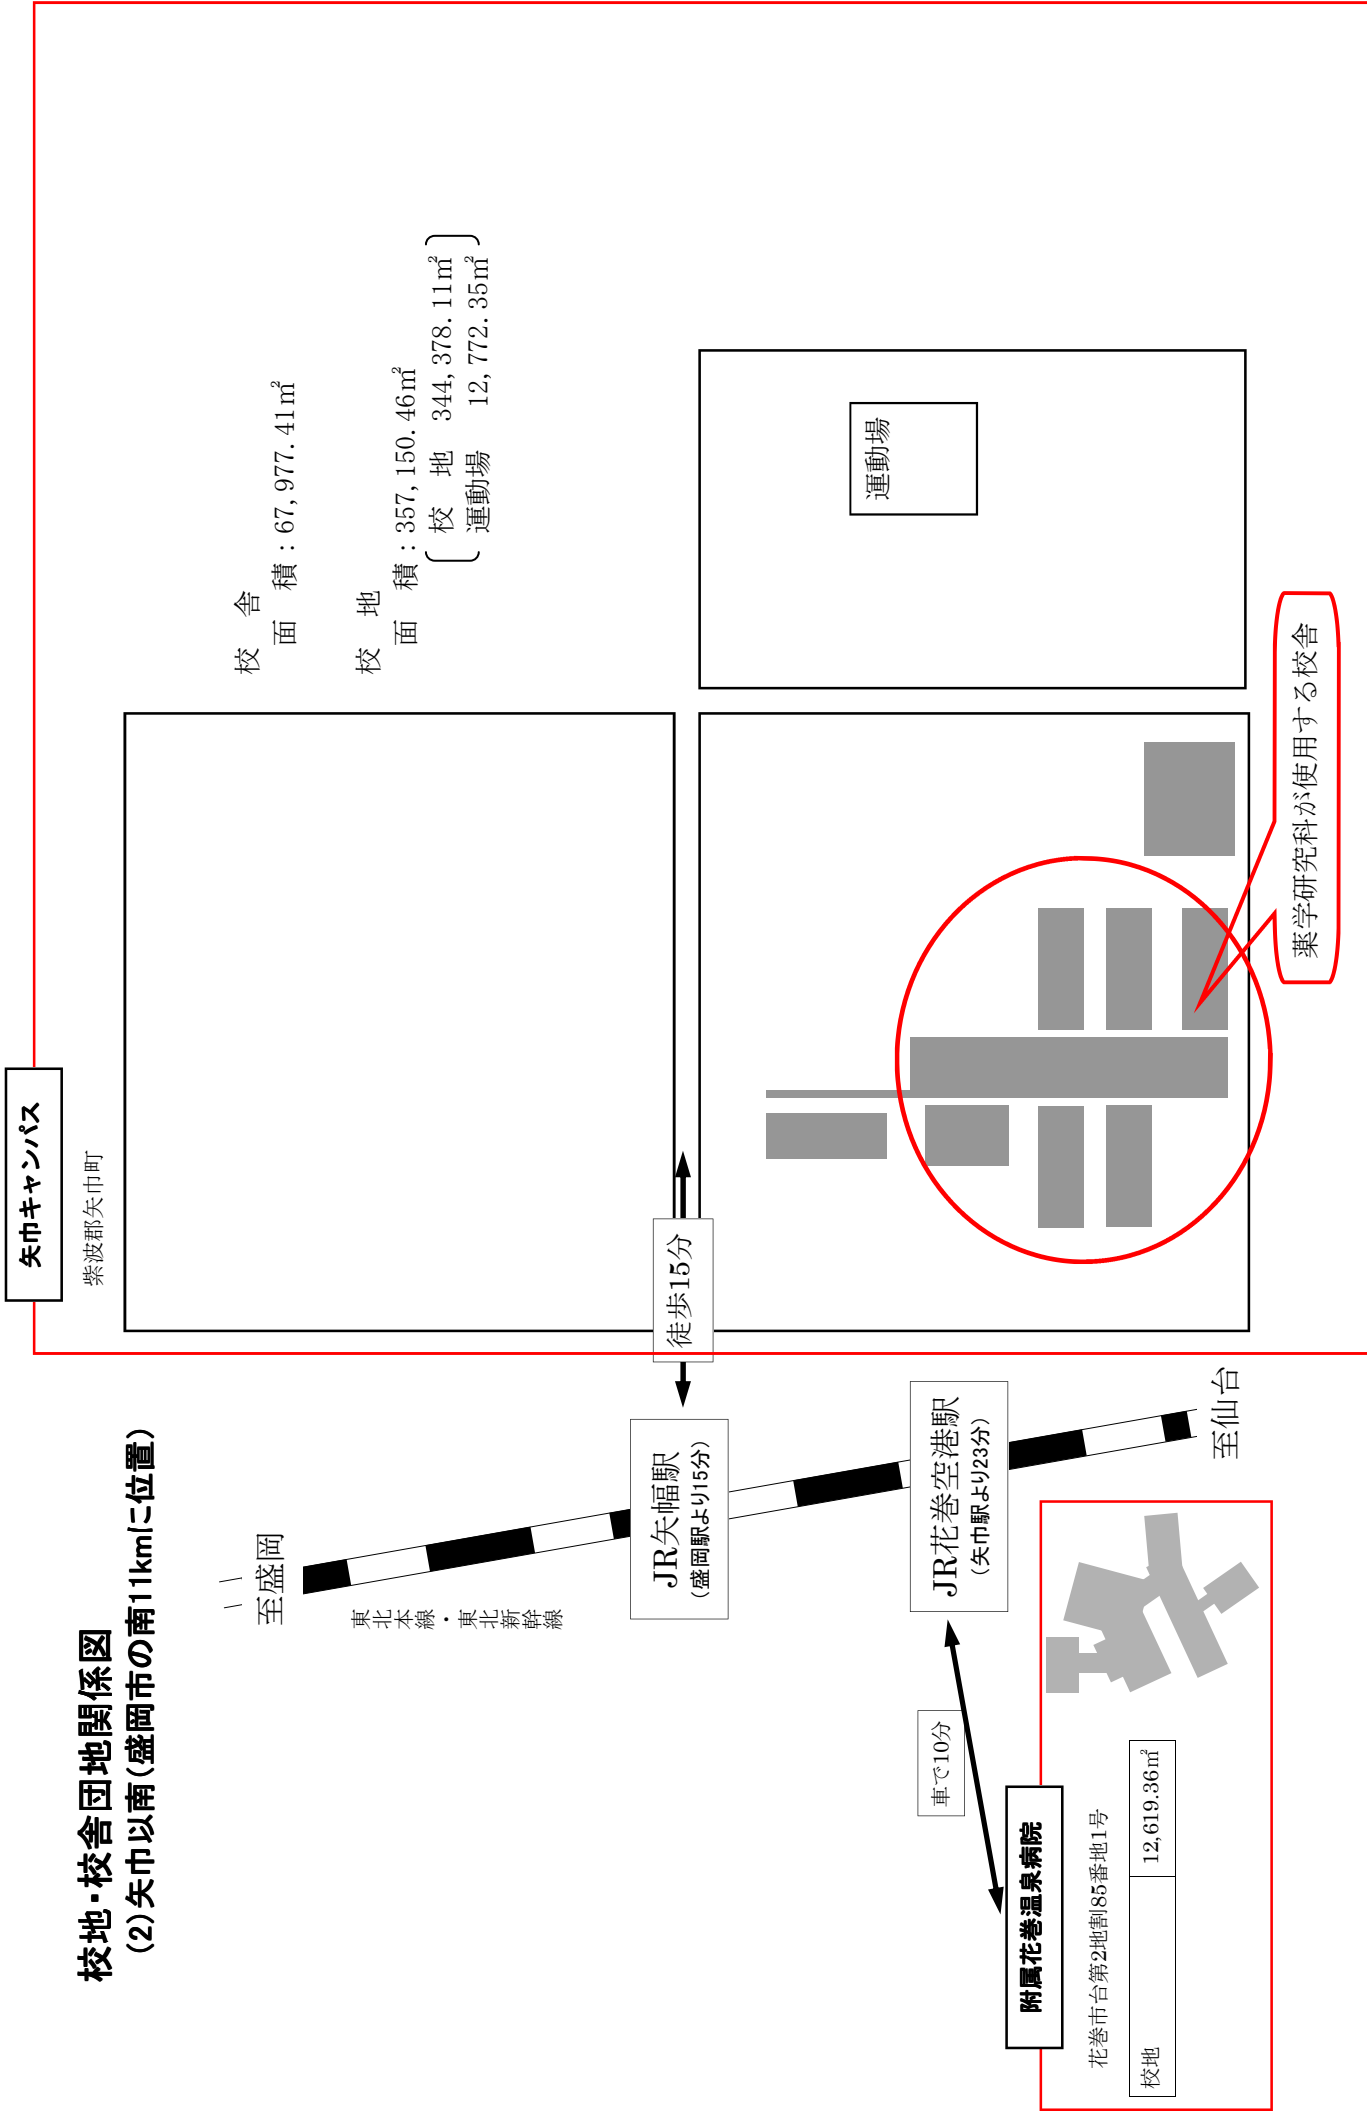 校地・校舎団地関係図
(2)矢巾以南(盛岡市の南11kmに位置)
矢巾キャンパス
紫波郡矢巾町
校　舎
面　積：67,977.41㎡
校　地
面　積：357,150.46㎡
校　地　344,378.11㎡
運動場　12,772.35㎡
至盛岡
東北本線・東北新幹線
JR矢幅駅
(盛岡駅より15分)
徒歩15分
運動場
JR花巻空港駅
(矢巾駅より23分)
車で10分
至仙台
薬学研究科が使用する校舎
附属花巻温泉病院
花巻市台第2地割85番地1号
校地　12,619.36㎡